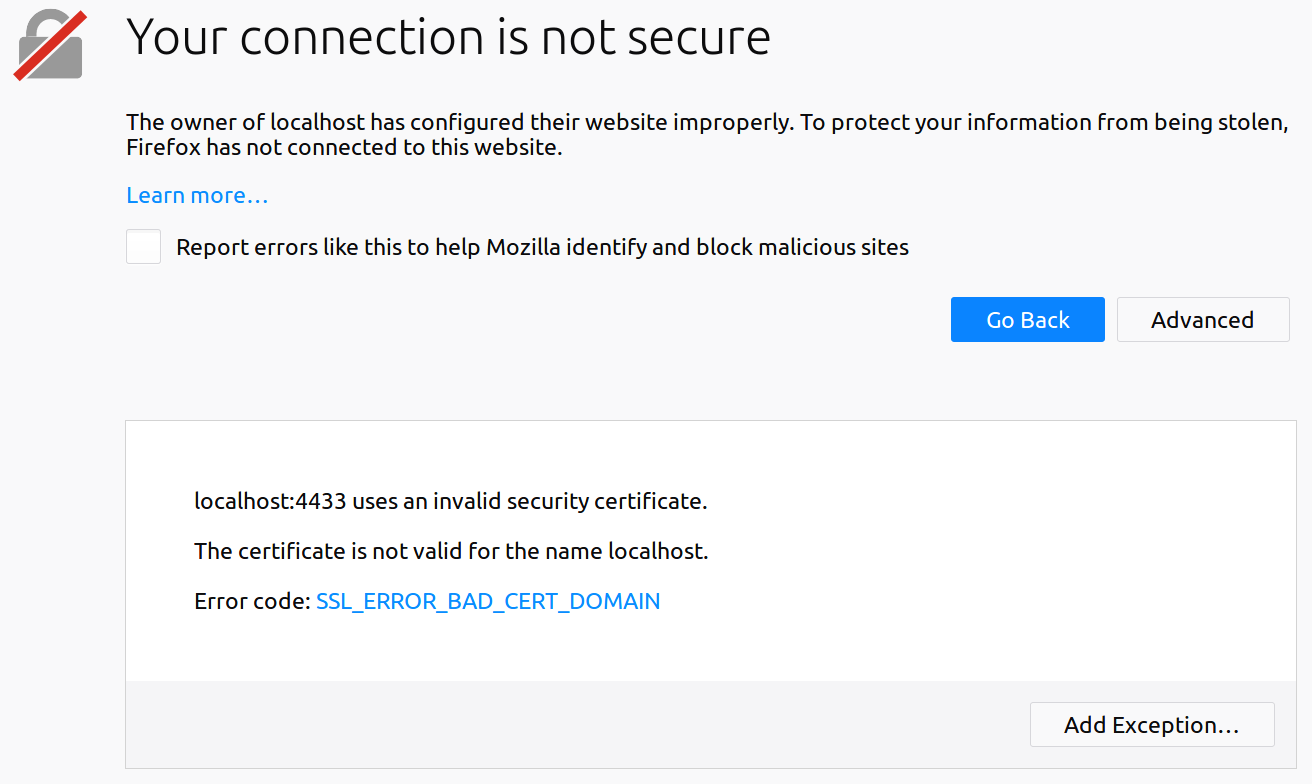 Your connection is not secure
The owner of localhost has configured their website improperly. To protect your information from being stolen,
Firefox has not connected to this website.
Learn more…
Report errors like this to help Mozilla identify and block malicious sites
Go Back
Advanced
localhost:4433 uses an invalid security certificate.
The certificate is not valid for the name localhost.
Error code: SSL_ERROR_BAD_CERT_DOMAIN
Add Exception…